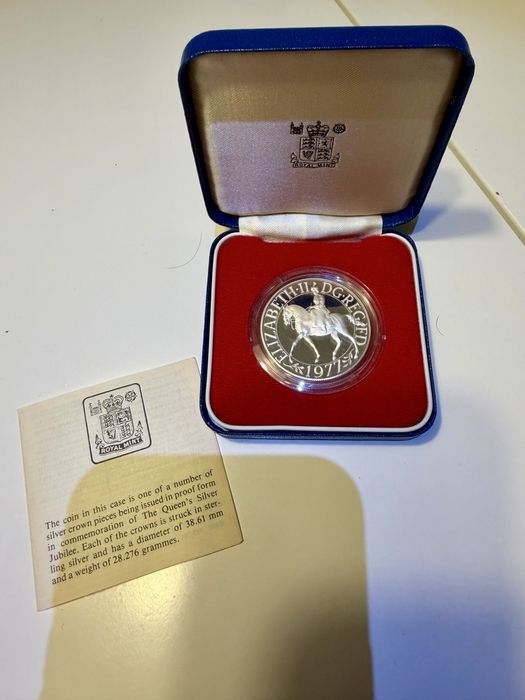 ROYAL MINT
ELIZABETH·II D·G·REG·F·D· 1977
ROYAL MINT
The coin in this case is one of a number of
silver crown pieces being issued in proof form
in commemoration of The Queen's Silver
Jubilee. Each of the crowns is struck in ster-
ling silver and has a diameter of 38.61 mm
and a weight of 28.276 grammes.